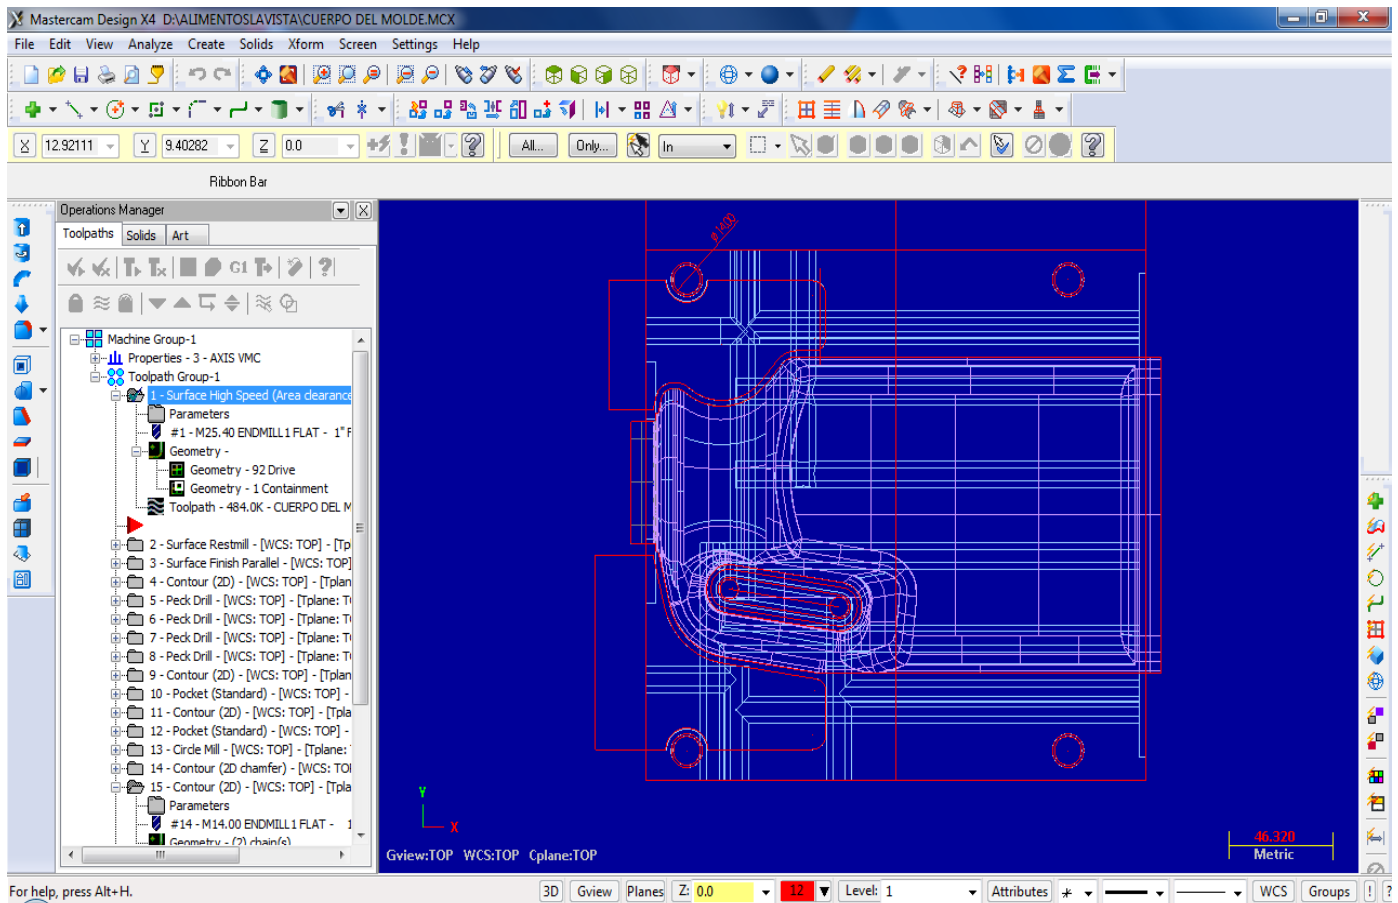 Mastercam Design X4 D:\ALIMENTOSLAVISTA\CUERPO DEL MOLDE.MCX
File Edit View Analyze Create Solids Xform Screen Settings Help
X 12.92111 Y 9.40282 Z 0.0 All... Only... In
Ribbon Bar
Operations Manager
Toolpaths Solids Art
G1
Machine Group-1
Properties - 3 - AXIS VMC
Toolpath Group-1
1 - Surface High Speed (Area clearance
Parameters
#1 - M25.40 ENDMILL1 FLAT - 1" F
Geometry -
Geometry - 92 Drive
Geometry - 1 Containment
Toolpath - 484.0K - CUERPO DEL M
2 - Surface Restmill - [WCS: TOP] - [Tp
3 - Surface Finish Parallel - [WCS: TOP]
4 - Contour (2D) - [WCS: TOP] - [Tplan
5 - Peck Drill - [WCS: TOP] - [Tplane: T
6 - Peck Drill - [WCS: TOP] - [Tplane: T
7 - Peck Drill - [WCS: TOP] - [Tplane: T
8 - Peck Drill - [WCS: TOP] - [Tplane: T
9 - Contour (2D) - [WCS: TOP] - [Tplan
10 - Pocket (Standard) - [WCS: TOP] -
11 - Contour (2D) - [WCS: TOP] - [Tpla
12 - Pocket (Standard) - [WCS: TOP] -
13 - Circle Mill - [WCS: TOP] - [Tplane:
14 - Contour (2D chamfer) - [WCS: TOI
15 - Contour (2D) - [WCS: TOP] - [Tpla
Parameters
#14 - M14.00 ENDMILL1 FLAT - 1
Geometry - (2) chain(s)
Y
X
Gview:TOP WCS:TOP Cplane:TOP
46.320
Metric
For help, press Alt+H.
3D Gview Planes Z: 0.0 12 Level: 1 Attributes WCS Groups ! ?